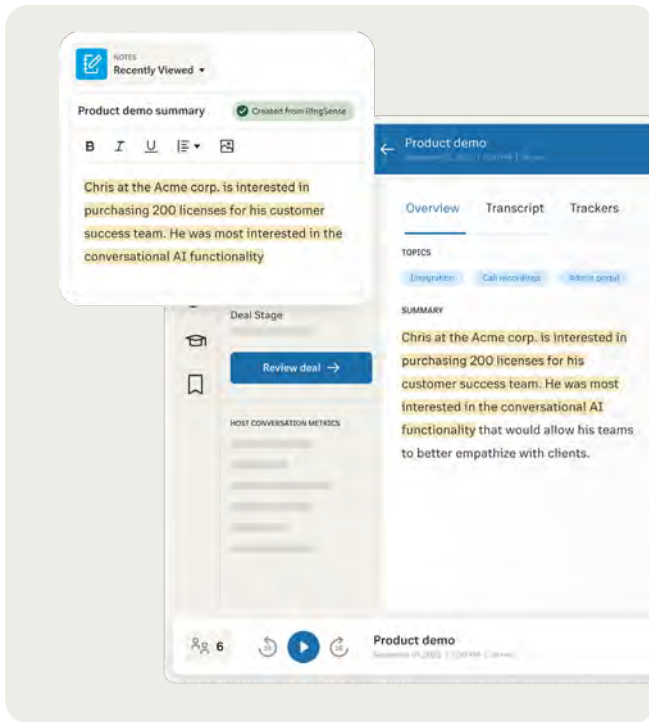 NOTES
Recently Viewed
Product demo summary
Created from RingSense
B I U
Chris at the Acme corp. is interested in
purchasing 200 licenses for his customer
success team. He was most interested in the
conversational AI functionality
Product demo
Overview Transcript Trackers
TOPICS
Integration Call recordings Admin portal
SUMMARY
Chris at the Acme corp. is interested in
purchasing 200 licenses for his
customer success team. He was most
interested in the conversational AI
functionality that would allow his teams
to better empathize with clients.
Deal Stage
Review deal →
HOST CONVERSATION METRICS
6
Product demo